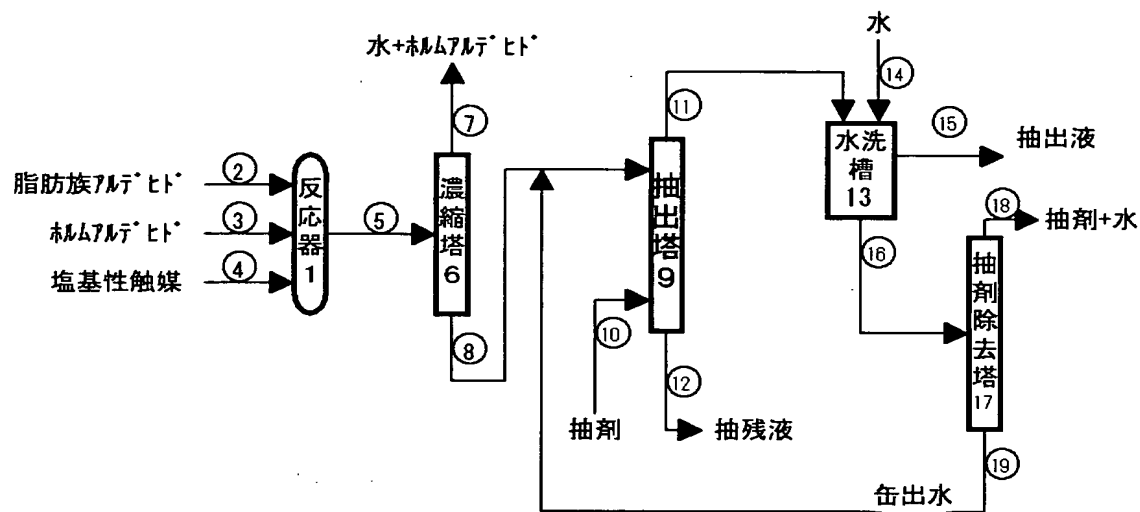 水+ホルムアルデヒド
⑦
水
⑭
⑪
水洗槽
13
⑮
抽出液
脂肪族アルデヒド
②
ホルムアルデヒド
③
塩基性触媒
④
反応器
1
⑤
濃縮塔
6
⑧
抽出塔
9
⑩
抽剤
⑫
抽残液
⑯
⑱
抽剤+水
抽剤除去塔
17
⑲
缶出水